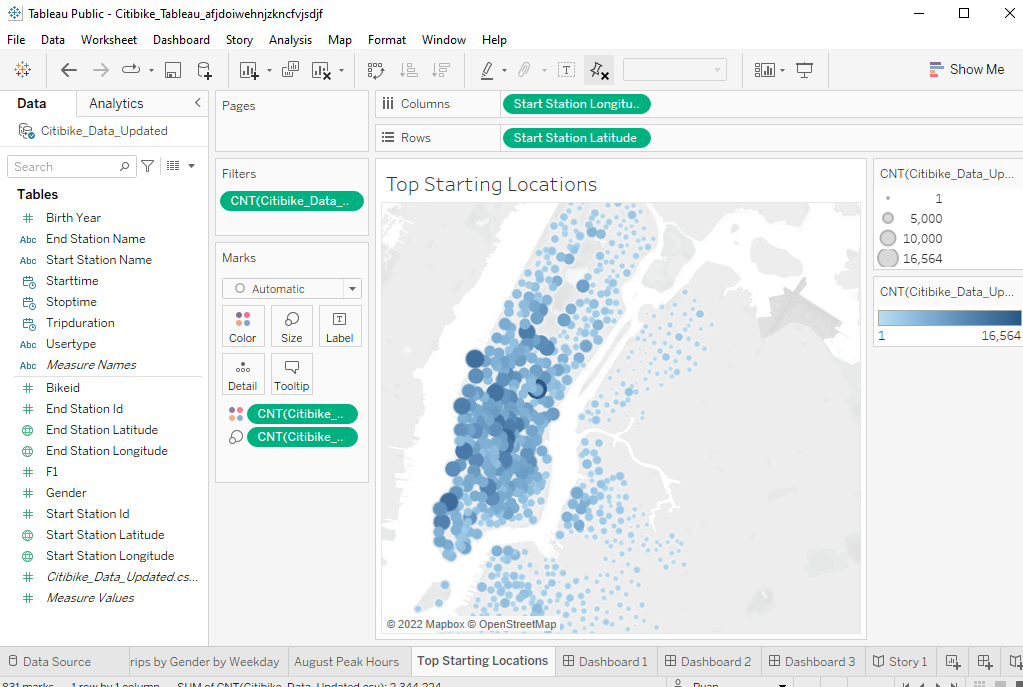 Tableau Public - Citibike_Tableau_afjdoiwehnjzkncfvjsdjf
File Data Worksheet Dashboard Story Analysis Map Format Window Help
Show Me
Data Analytics
Citibike_Data_Updated
Search
Tables
Birth Year
Abc End Station Name
Abc Start Station Name
Starttime
Stoptime
Tripduration
Abc Usertype
Abc Measure Names
Bikeid
End Station Id
End Station Latitude
End Station Longitude
F1
Gender
Start Station Id
Start Station Latitude
Start Station Longitude
Citibike_Data_Updated.cs...
Measure Values
Pages
Filters
CNT(Citibike_Data_..
Marks
Automatic
Color Size Label
Detail Tooltip
CNT(Citibike_..
CNT(Citibike_..
Columns Start Station Longitu..
Rows Start Station Latitude
Top Starting Locations
© 2022 Mapbox © OpenStreetMap
CNT(Citibike_Data_Up...
1
5,000
10,000
16,564
CNT(Citibike_Data_Up...
1 16,564
Data Source rips by Gender by Weekday August Peak Hours Top Starting Locations Dashboard 1 Dashboard 2 Dashboard 3 Story 1
831 marks 1 row by 1 column SUM of CNT(Citibike_Data_Updated.csv): 2,344,224 Ryan